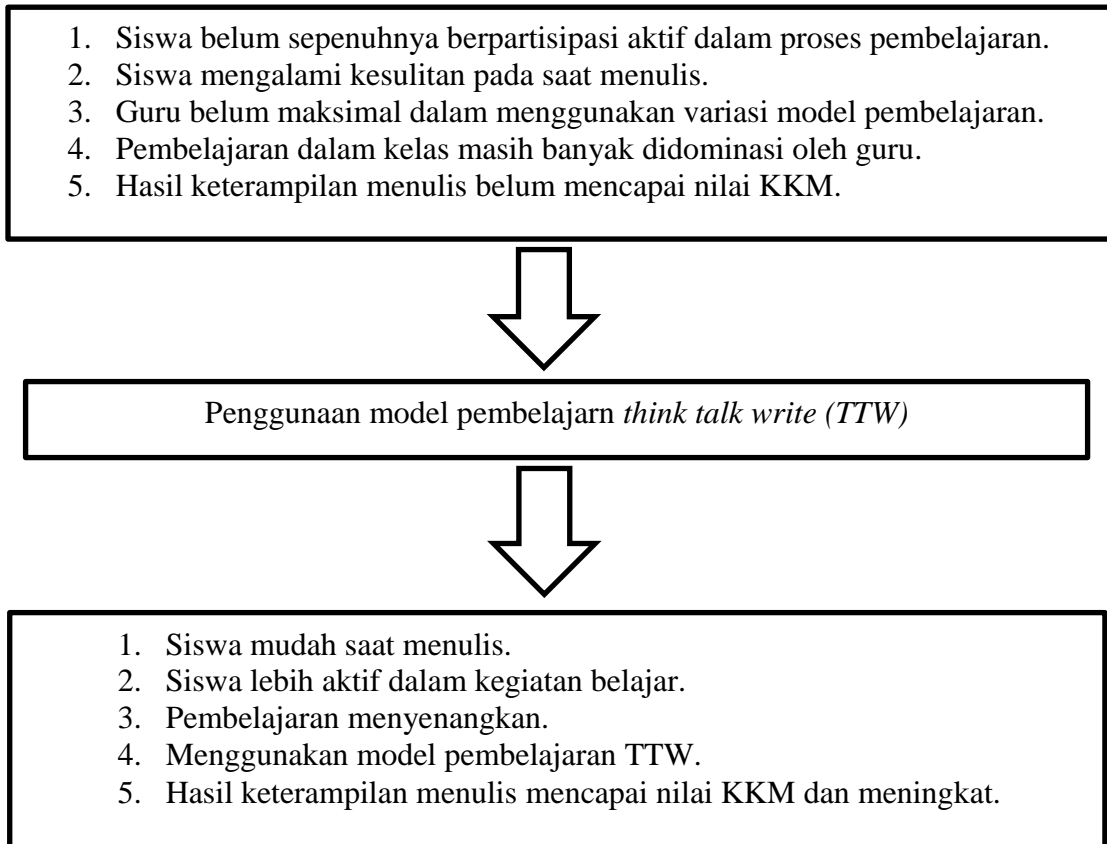 1. Siswa belum sepenuhnya berpartisipasi aktif dalam proses pembelajaran.
2. Siswa mengalami kesulitan pada saat menulis.
3. Guru belum maksimal dalam menggunakan variasi model pembelajaran.
4. Pembelajaran dalam kelas masih banyak didominasi oleh guru.
5. Hasil keterampilan menulis belum mencapai nilai KKM.
Penggunaan model pembelajarn think talk write (TTW)
1. Siswa mudah saat menulis.
2. Siswa lebih aktif dalam kegiatan belajar.
3. Pembelajaran menyenangkan.
4. Menggunakan model pembelajaran TTW.
5. Hasil keterampilan menulis mencapai nilai KKM dan meningkat.